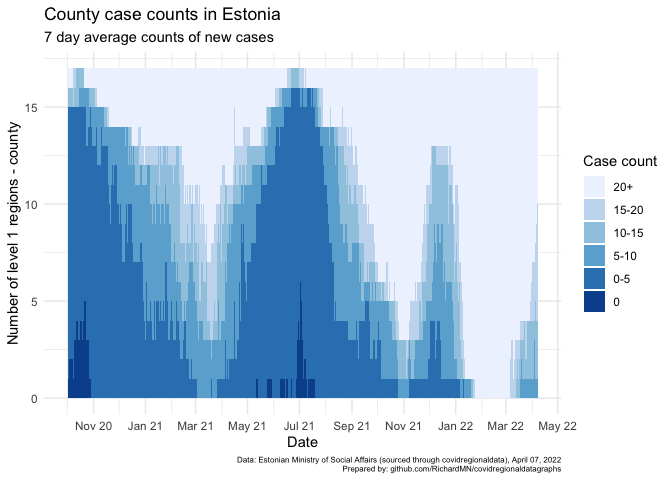 County case counts in Estonia
7 day average counts of new cases
Number of level 1 regions - county
15
10
5
0
Nov 20 Jan 21 Mar 21 May 21 Jul 21 Sep 21 Nov 21 Jan 22 Mar 22 May 22
Date
Case count
20+
15-20
10-15
5-10
0-5
0
Data: Estonian Ministry of Social Affairs (sourced through covidregionaldata), April 07, 2022
Prepared by: github.com/RichardMN/covidregionaldatagraphs